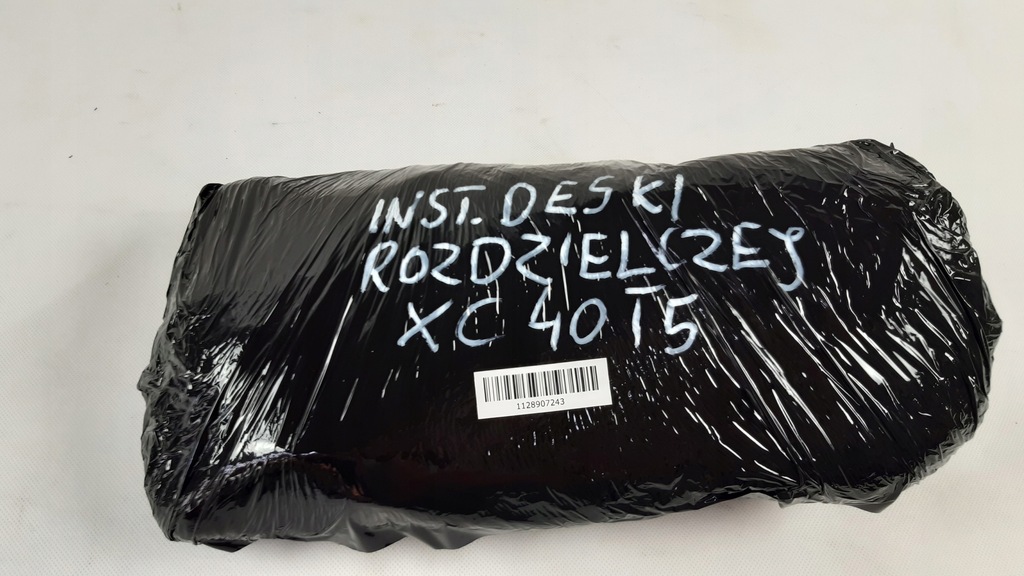 INST. DESKI
ROZDZIELCZEJ
XC 40 T5
1128907243